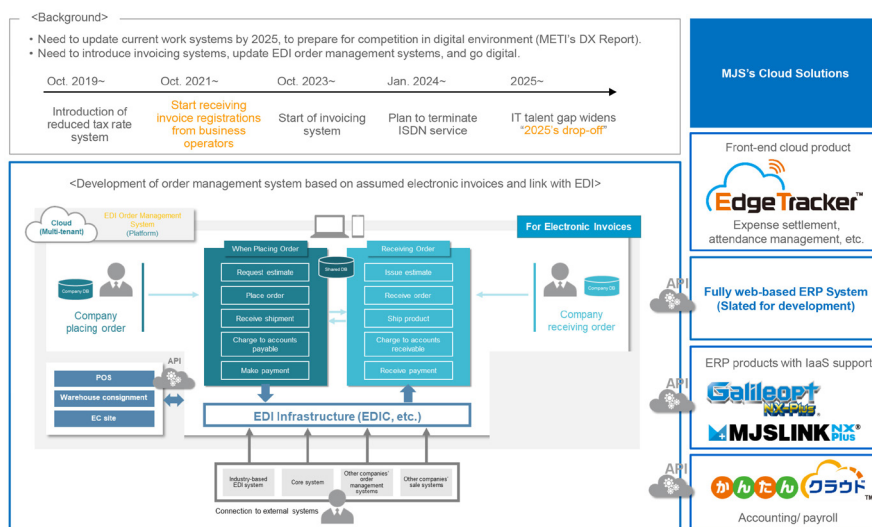 <Background>
• Need to update current work systems by 2025, to prepare for competition in digital environment (METI's DX Report).
• Need to introduce invoicing systems, update EDI order management systems, and go digital.
Oct. 2019~
Oct. 2021~
Oct. 2023~
Jan. 2024~
2025~
Introduction of
reduced tax rate
system
Start receiving
invoice registrations
from business
operators
Start of invoicing
system
Plan to terminate
ISDN service
IT talent gap widens
"2025's drop-off"
<Development of order management system based on assumed electronic invoices and link with EDI>
Cloud
(Multi-tenant)
EDI Order Management
System
(Platform)
For Electronic Invoices
When Placing Order
Request estimate
Place order
Receive shipment
Charge to accounts
payable
Make payment
Shared DB
Receiving Order
Issue estimate
Receive order
Ship product
Charge to accounts
receivable
Receive payment
Company DB
Company
placing order
Company DB
Company
receiving order
API
POS
Warehouse consignment
EC site
EDI Infrastructure (EDIC, etc.)
Industry-based
EDI system
Core system
Other companies'
order
management
systems
Other companies'
sale systems
Connection to external systems
MJS's Cloud Solutions
Front-end cloud product
EdgeTracker™
Expense settlement,
attendance management, etc.
API
Fully web-based ERP System
(Slated for development)
API
ERP products with IaaS support
Galileopt
NX-Plus®
MJSLINK NX® Plus
API
かんたんクラウド™
Accounting/ payroll